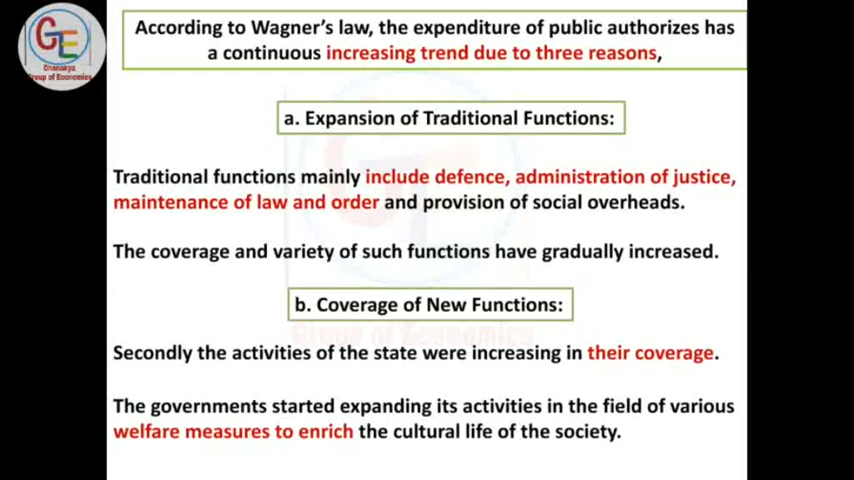 GE
Chanakya
Group of Economics
According to Wagner's law, the expenditure of public authorizes has
a continuous increasing trend due to three reasons,
a. Expansion of Traditional Functions:
Traditional functions mainly include defence, administration of justice,
maintenance of law and order and provision of social overheads.
The coverage and variety of such functions have gradually increased.
b. Coverage of New Functions:
Group of Economics
Secondly the activities of the state were increasing in their coverage.
The governments started expanding its activities in the field of various
welfare measures to enrich the cultural life of the society.